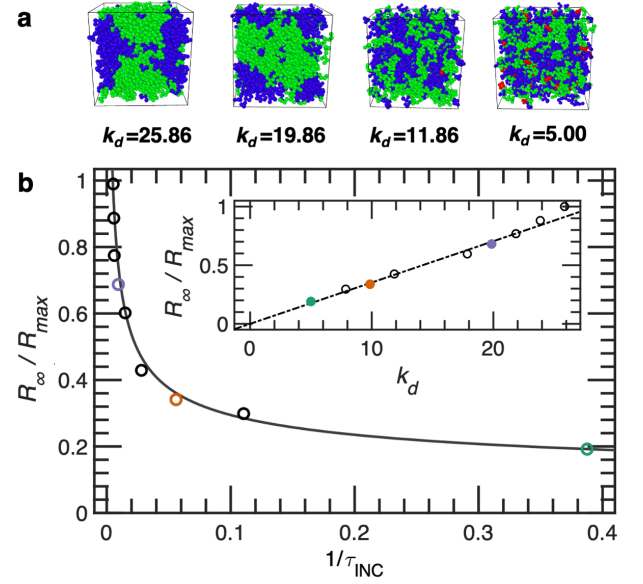 a
k_d=25.86 k_d=19.86 k_d=11.86 k_d=5.00
b
R∞ / R_max
1
0.8
0.6
0.4
0.2
0
0 0.1 0.2 0.3 0.4
1/τ_INC
R∞ / R_max
1
0.5
0
0 10 20
k_d